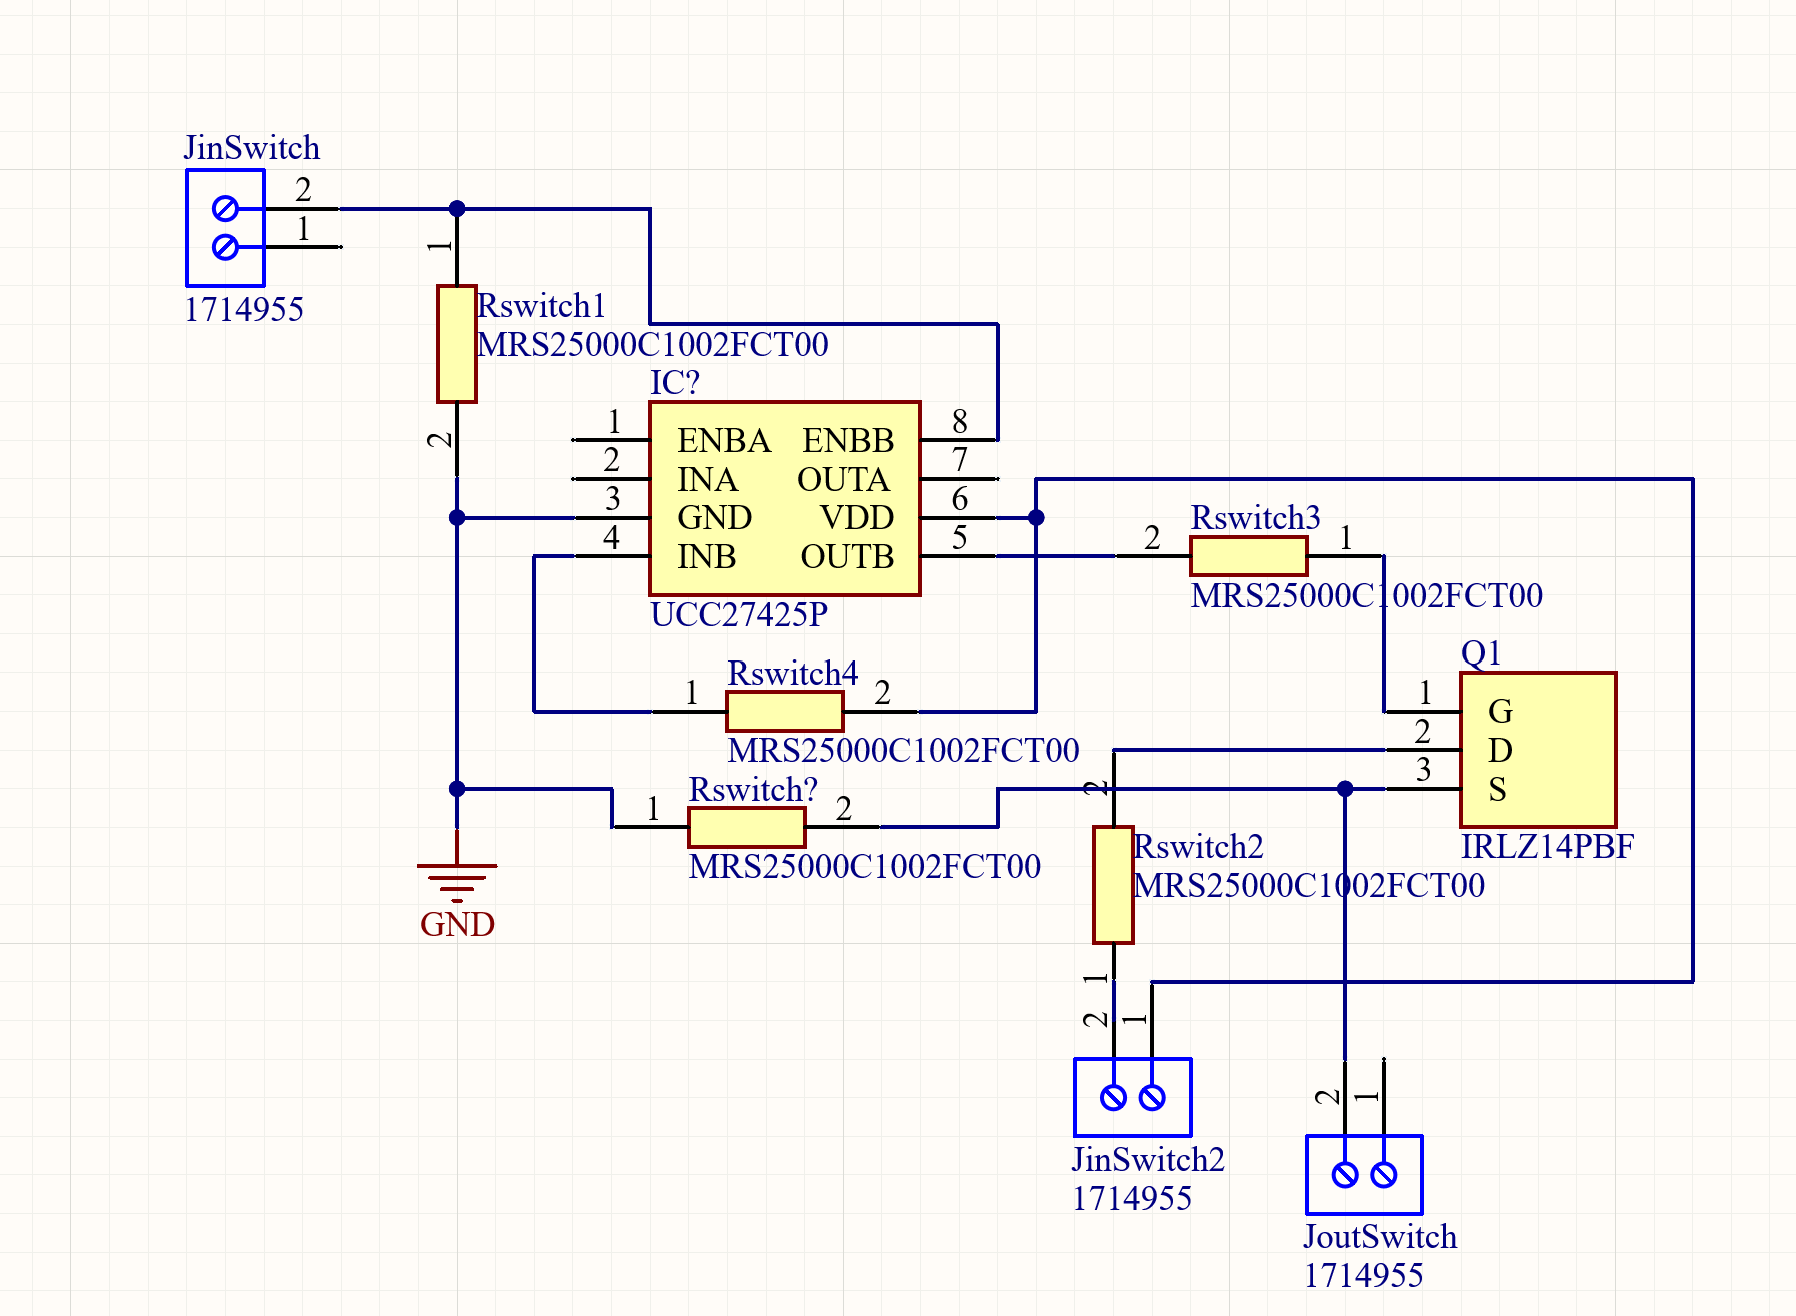 JinSwitch
2
1
1714955
1
Rswitch1
MRS25000C1002FCT00
2
IC?
1 ENBA ENBB 8
2 INA OUTA 7
3 GND VDD 6
4 INB OUTB 5
UCC27425P
2 Rswitch3 1
MRS25000C1002FCT00
Rswitch4
1 2
MRS25000C1002FCT00
Q1
1 G
2 D
3 S
IRLZ14PBF
Rswitch?
1 2
MRS25000C1002FCT00
2
Rswitch2
MRS25000C1002FCT00
1
GND
2 1
JinSwitch2
1714955
2 1
JoutSwitch
1714955